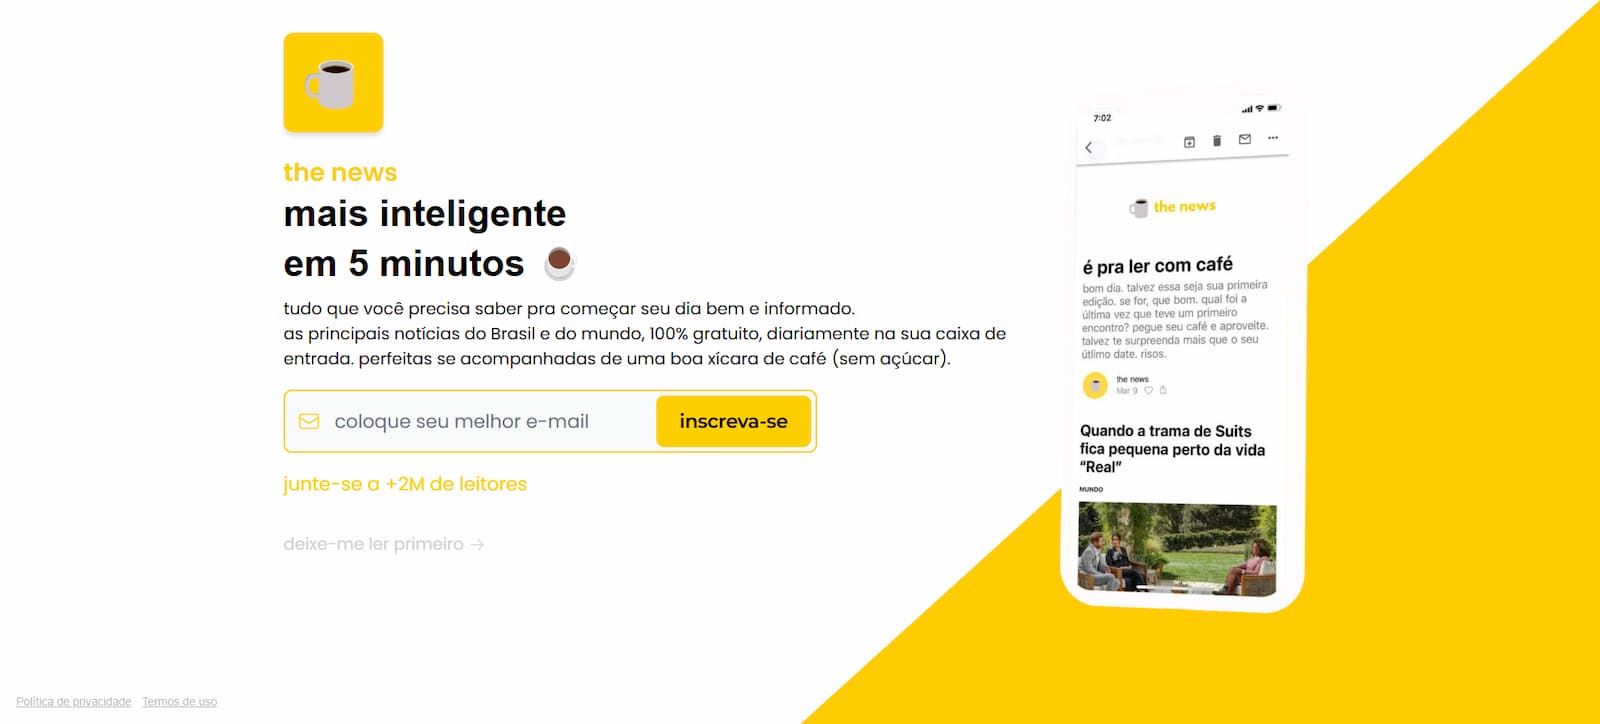 the news
mais inteligente
em 5 minutos
tudo que você precisa saber pra começar seu dia bem e informado.
as principais notícias do Brasil e do mundo, 100% gratuito, diariamente na sua caixa de
entrada. perfeitas se acompanhadas de uma boa xícara de café (sem açúcar).
coloque seu melhor e-mail
inscreva-se
junte-se a +2M de leitores
deixe-me ler primeiro →
Política de privacidade Termos de uso
7:02
the news
é pra ler com café
bom dia. talvez essa seja sua primeira
edição. se for, que bom. qual foi a
última vez que teve um primeiro
encontro? pegue seu café e aproveite.
talvez te surpreenda mais que o seu
útlimo date. risos.
the news
Mar 9
Quando a trama de Suits
fica pequena perto da vida
“Real”
MUNDO